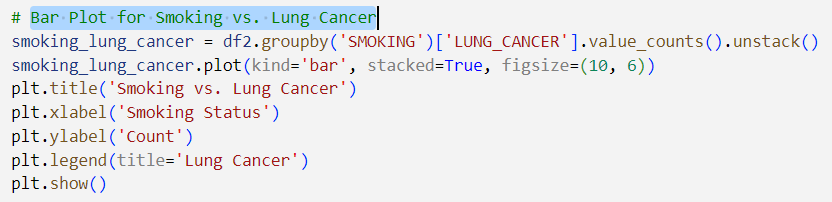 # Bar Plot for Smoking vs. Lung Cancer
smoking_lung_cancer = df2.groupby('SMOKING')['LUNG_CANCER'].value_counts().unstack()
smoking_lung_cancer.plot(kind='bar', stacked=True, figsize=(10, 6))
plt.title('Smoking vs. Lung Cancer')
plt.xlabel('Smoking Status')
plt.ylabel('Count')
plt.legend(title='Lung Cancer')
plt.show()